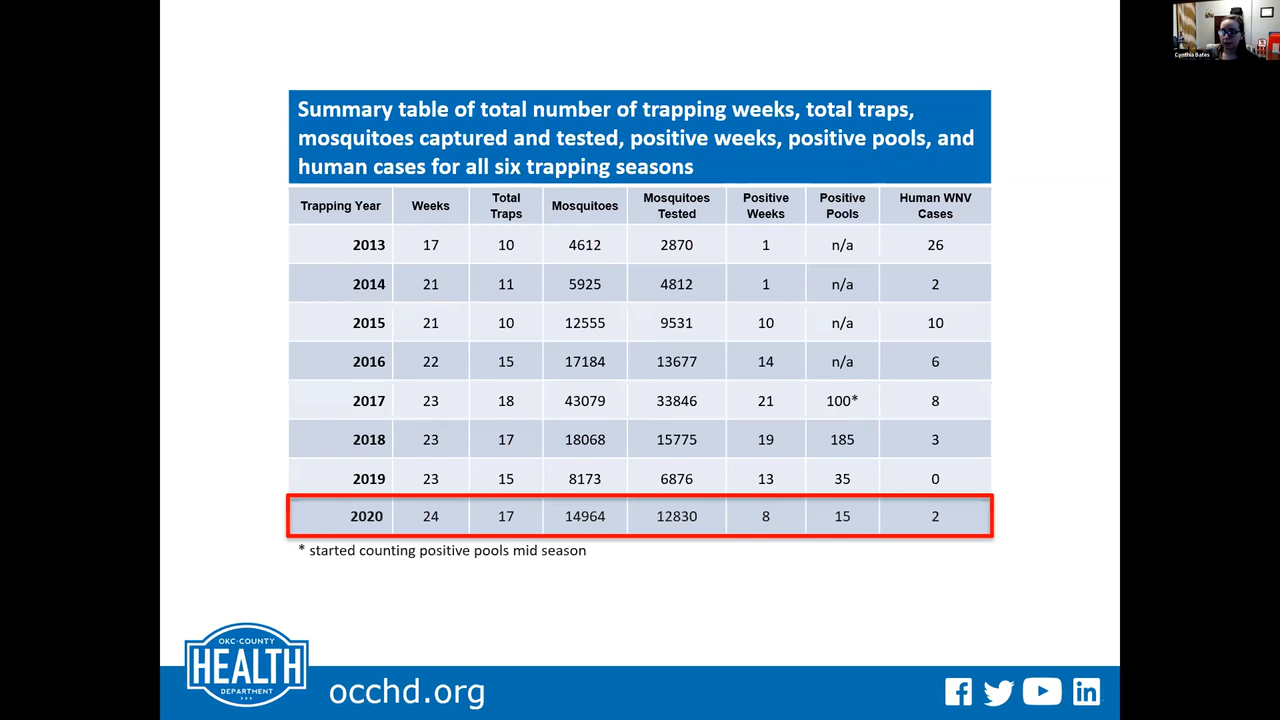 Cynthia Bates
Summary table of total number of trapping weeks, total traps,
mosquitoes captured and tested, positive weeks, positive pools, and
human cases for all six trapping seasons
Trapping Year Weeks Total Traps Mosquitoes Mosquitoes Tested Positive Weeks Positive Pools Human WNV Cases
2013 17 10 4612 2870 1 n/a 26
2014 21 11 5925 4812 1 n/a 2
2015 21 10 12555 9531 10 n/a 10
2016 22 15 17184 13677 14 n/a 6
2017 23 18 43079 33846 21 100* 8
2018 23 17 18068 15775 19 185 3
2019 23 15 8173 6876 13 35 0
2020 24 17 14964 12830 8 15 2
* started counting positive pools mid season
OKC·COUNTY
HEALTH
DEPARTMENT
occhd.org